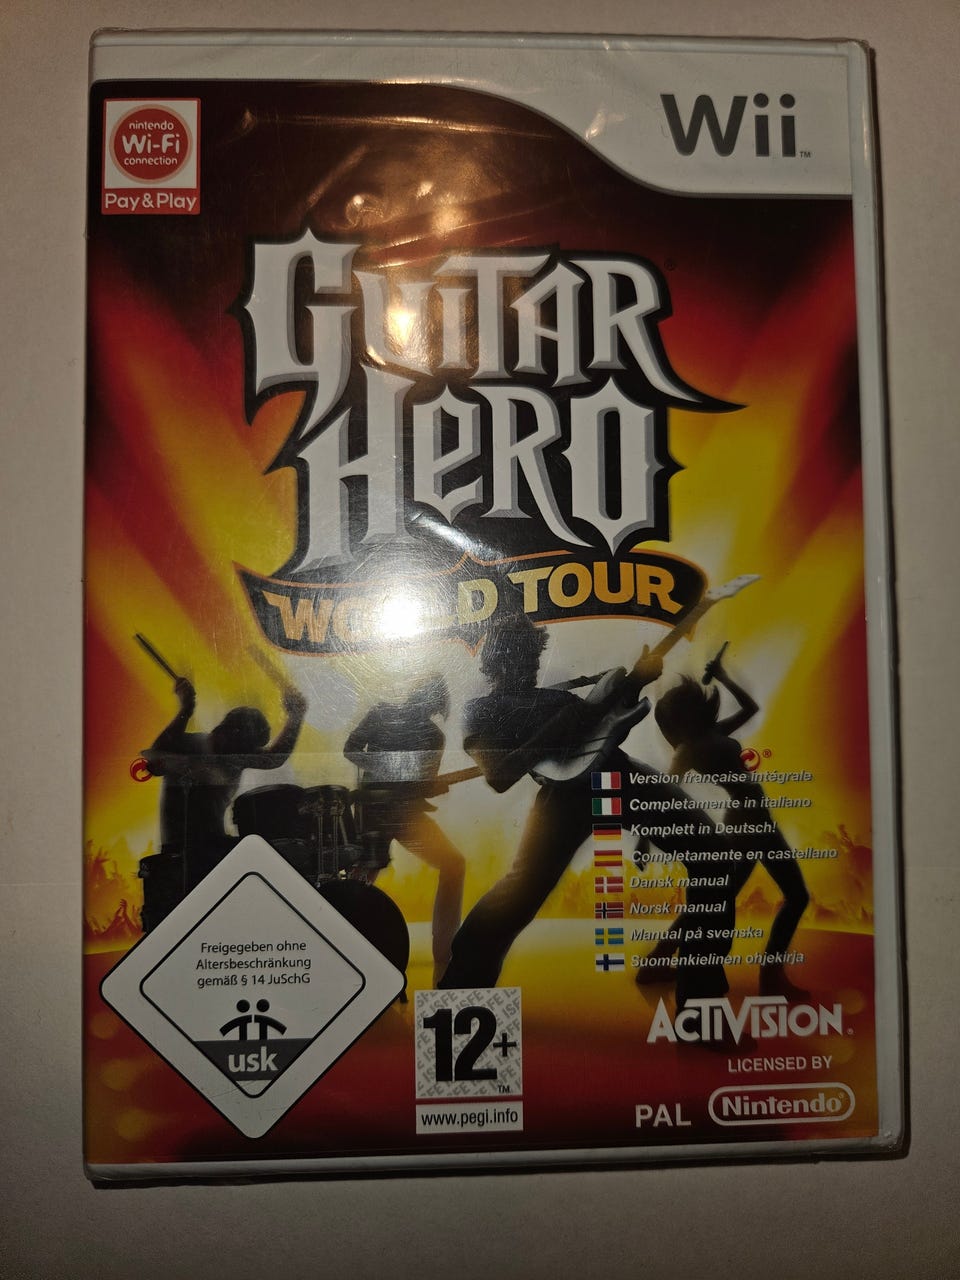 nintendo
Wi-Fi
connection
Pay & Play
Wii™
GUITAR
HERO
WORLD TOUR
Version française intégrale
Completamente in italiano
Komplett in Deutsch!
Completamente en castellano
Dansk manual
Norsk manual
Manual på svenska
Suomenkielinen ohjekirja
Freigegeben ohne
Altersbeschränkung
gemäß § 14 JuSchG
usk
12+™
www.pegi.info
ACTIVISION®
LICENSED BY
PAL
Nintendo®